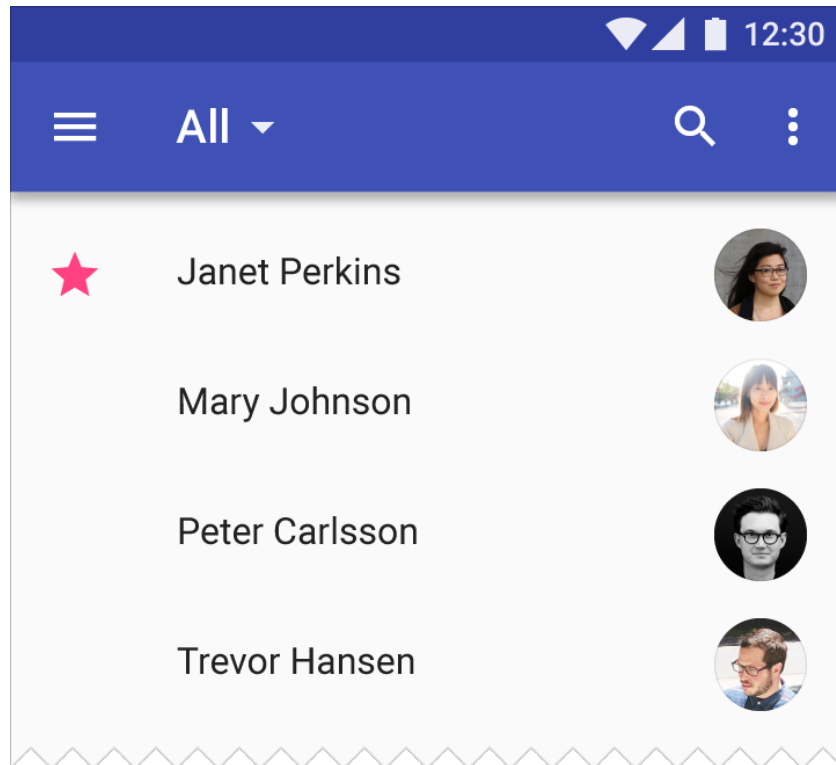 12:30
All
Janet Perkins
Mary Johnson
Peter Carlsson
Trevor Hansen